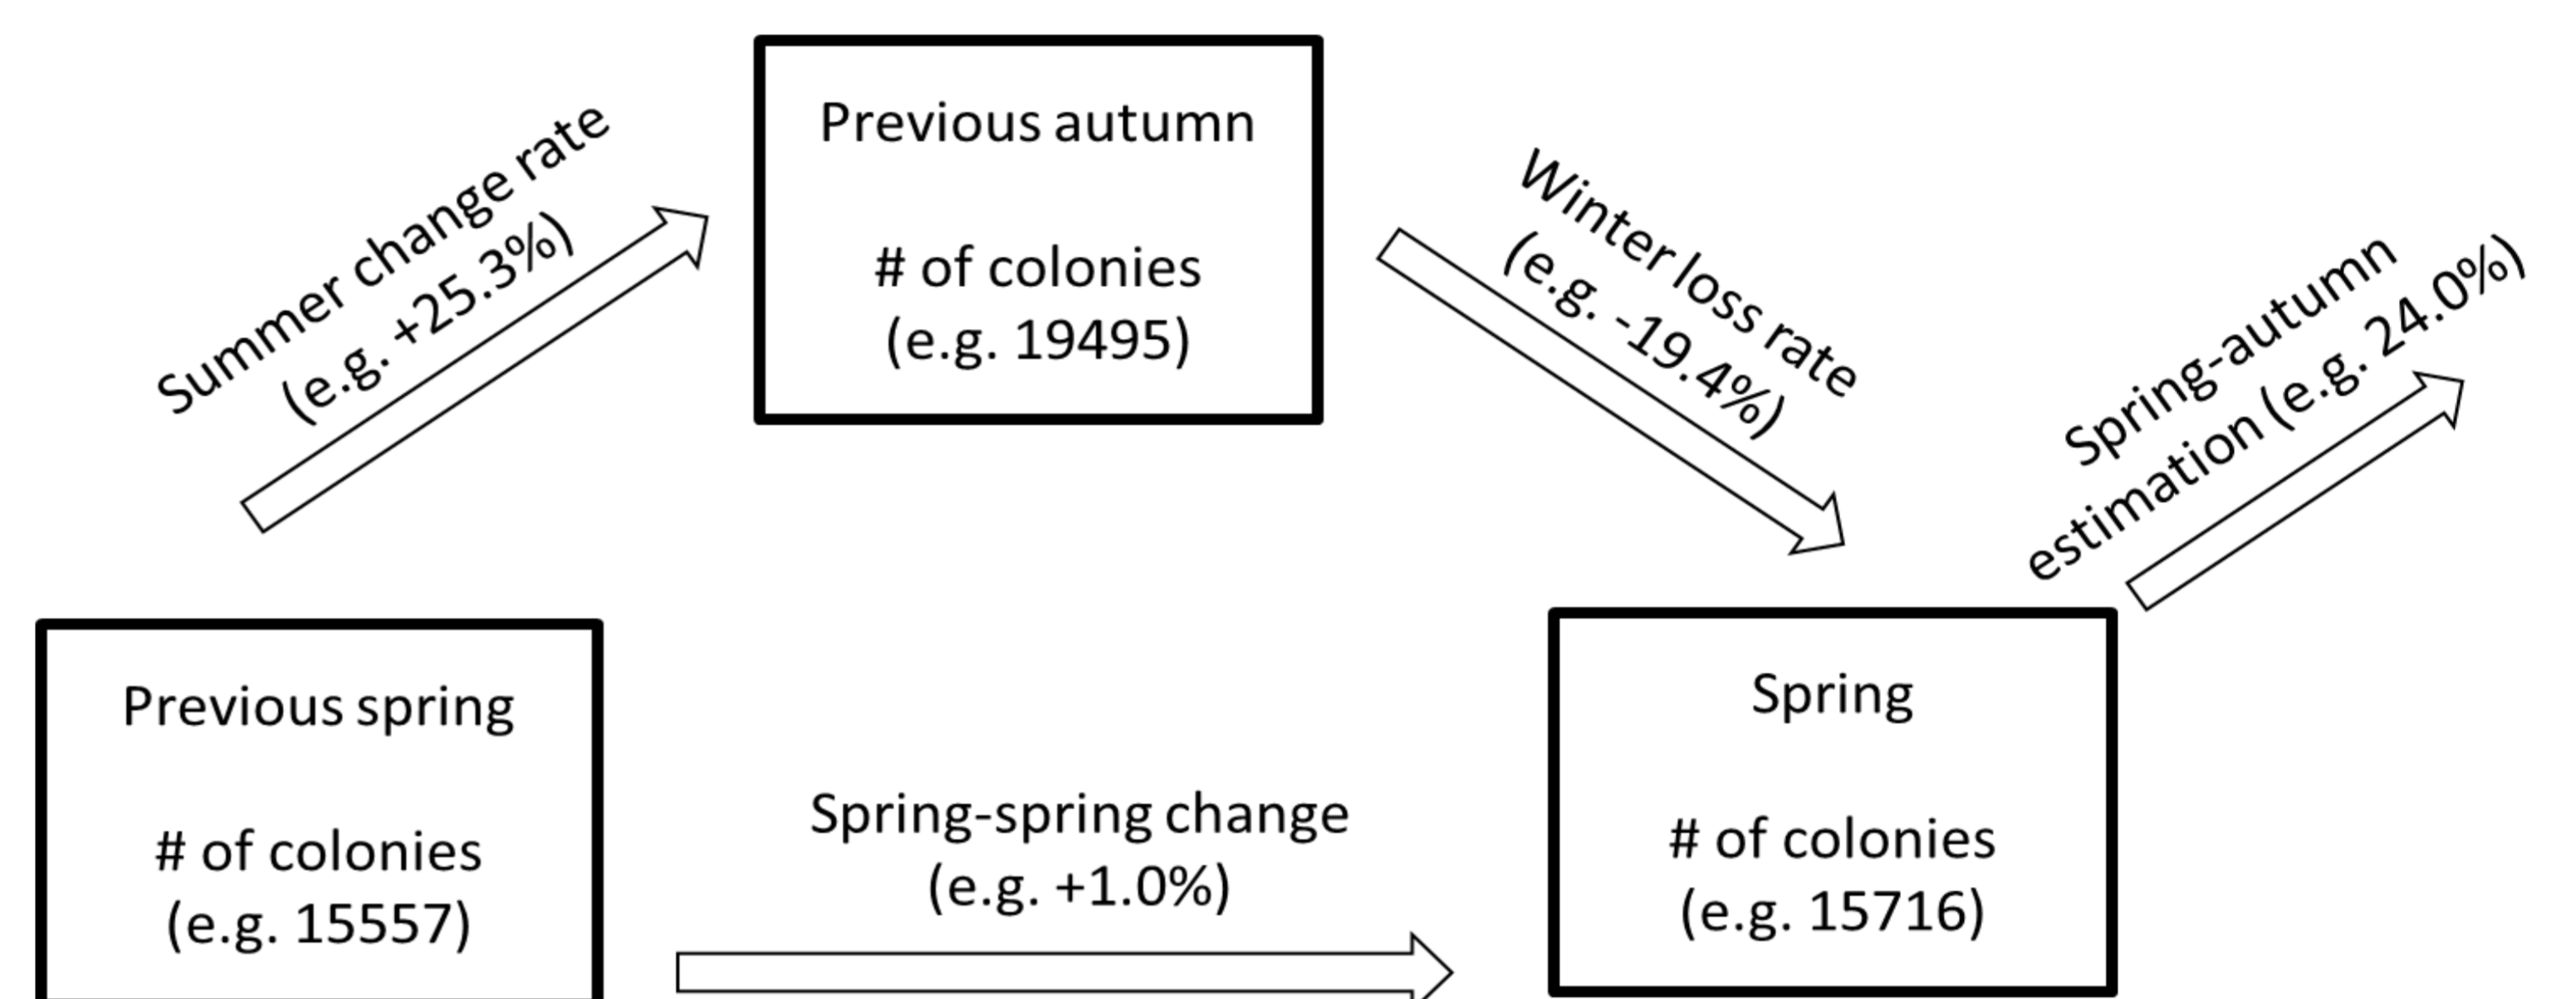 Summer change rate
(e.g. +25.3%)
Previous autumn
# of colonies
(e.g. 19495)
Winter loss rate
(e.g. -19.4%)
Spring-autumn
estimation (e.g. 24.0%)
Previous spring
# of colonies
(e.g. 15557)
Spring-spring change
(e.g. +1.0%)
Spring
# of colonies
(e.g. 15716)